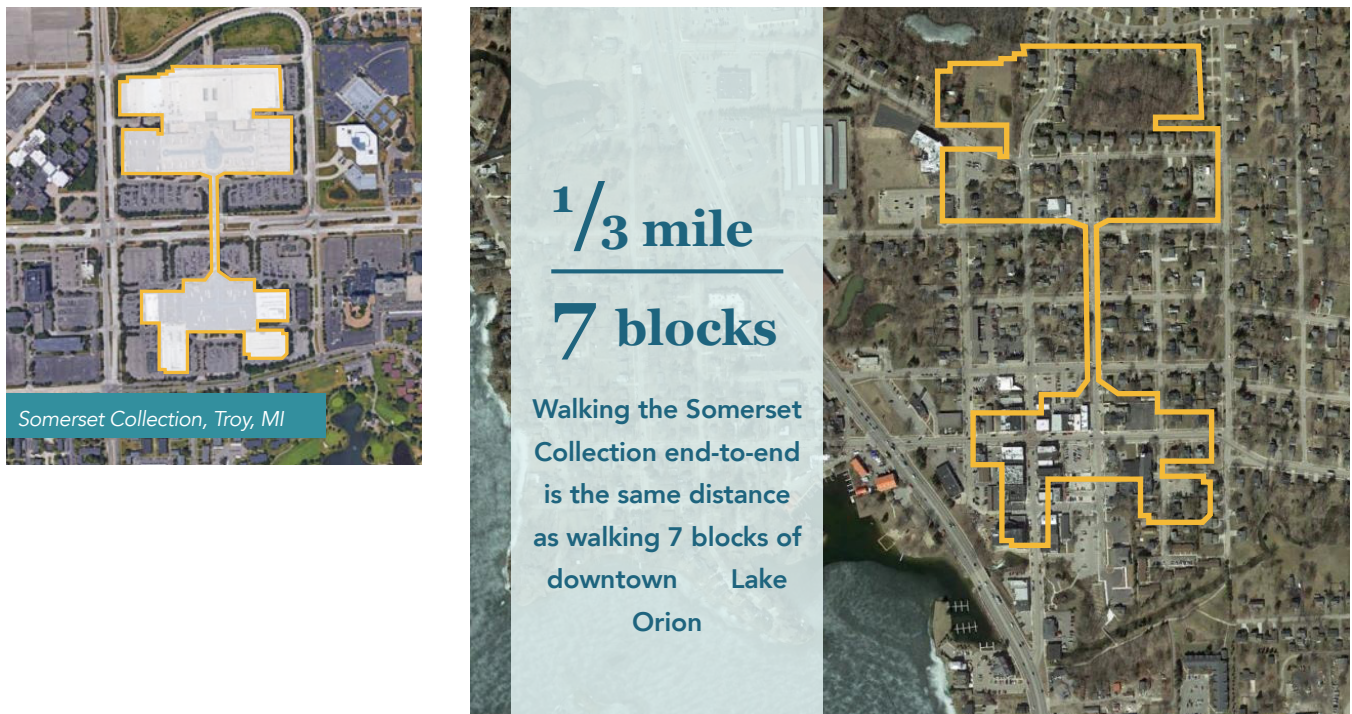 Somerset Collection, Troy, MI
1/3 mile
7 blocks
Walking the Somerset
Collection end-to-end
is the same distance
as walking 7 blocks of
downtown Lake
Orion